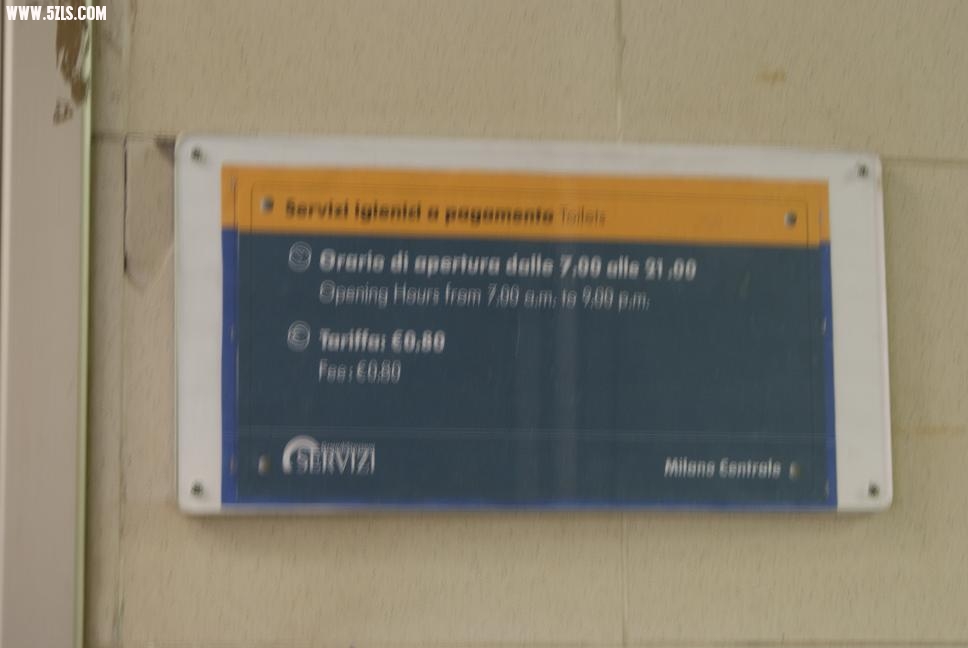 WWW.5ZLS.COM
Servizi igienici a pagamento Toilets
Orario di apertura dalle 7,00 alle 21,00
Opening Hours from 7,00 a.m. to 9,00 p.m.
Tariffa: €0,80
Fee: €0,80
SERVIZI
Milano Centrale